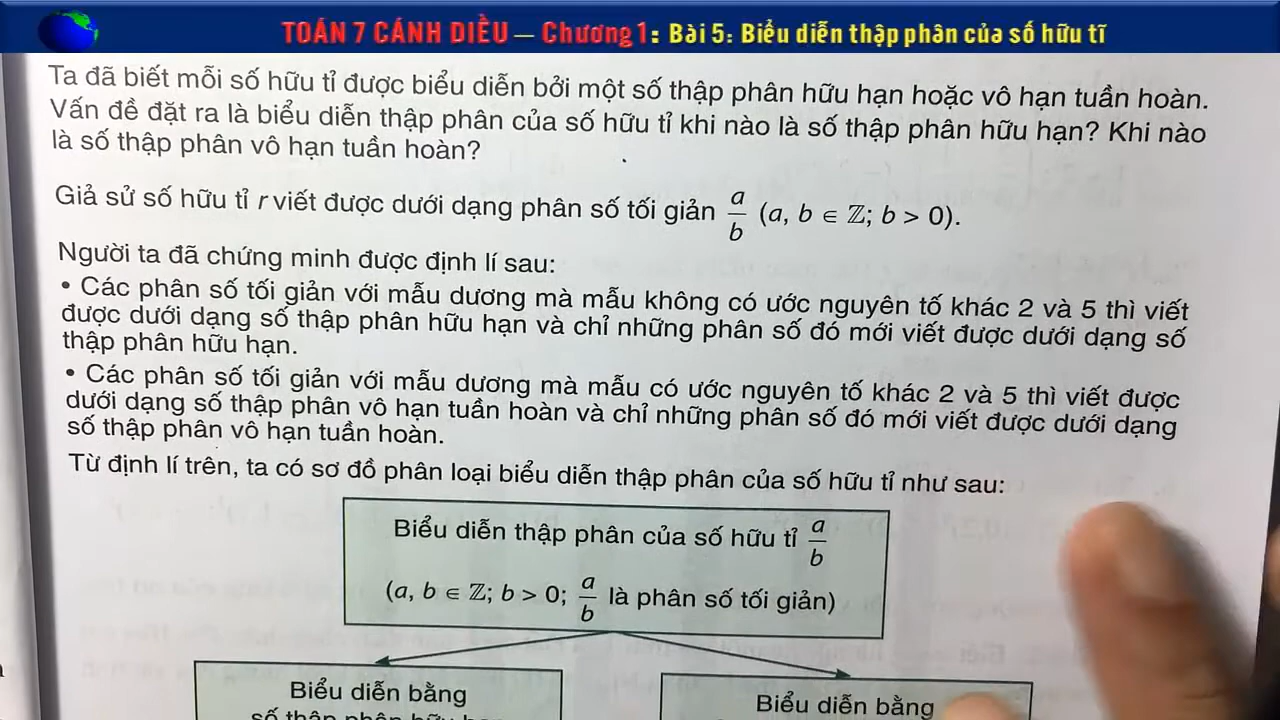 TOÁN 7 CÁNH DIỀU – Chương 1: Bài 5: Biểu diễn thập phân của số hữu tĩ
Ta đã biết mỗi số hữu tỉ được biểu diễn bởi một số thập phân hữu hạn hoặc vô hạn tuần hoàn.
Vấn đề đặt ra là biểu diễn thập phân của số hữu tỉ khi nào là số thập phân hữu hạn? Khi nào
là số thập phân vô hạn tuần hoàn?
Giả sử số hữu tỉ r viết được dưới dạng phân số tối giản a/b (a, b ∈ ℤ; b > 0).
Người ta đã chứng minh được định lí sau:
• Các phân số tối giản với mẫu dương mà mẫu không có ước nguyên tố khác 2 và 5 thì viết
được dưới dạng số thập phân hữu hạn và chỉ những phân số đó mới viết được dưới dạng số
thập phân hữu hạn.
• Các phân số tối giản với mẫu dương mà mẫu có ước nguyên tố khác 2 và 5 thì viết được
dưới dạng số thập phân vô hạn tuần hoàn và chỉ những phân số đó mới viết được dưới dạng
số thập phân vô hạn tuần hoàn.
Từ định lí trên, ta có sơ đồ phân loại biểu diễn thập phân của số hữu tỉ như sau:
Biểu diễn thập phân của số hữu tỉ a/b
(a, b ∈ ℤ; b > 0; a/b là phân số tối giản)
Biểu diễn bằng
số thập phân hữu hạn
Biểu diễn bằng